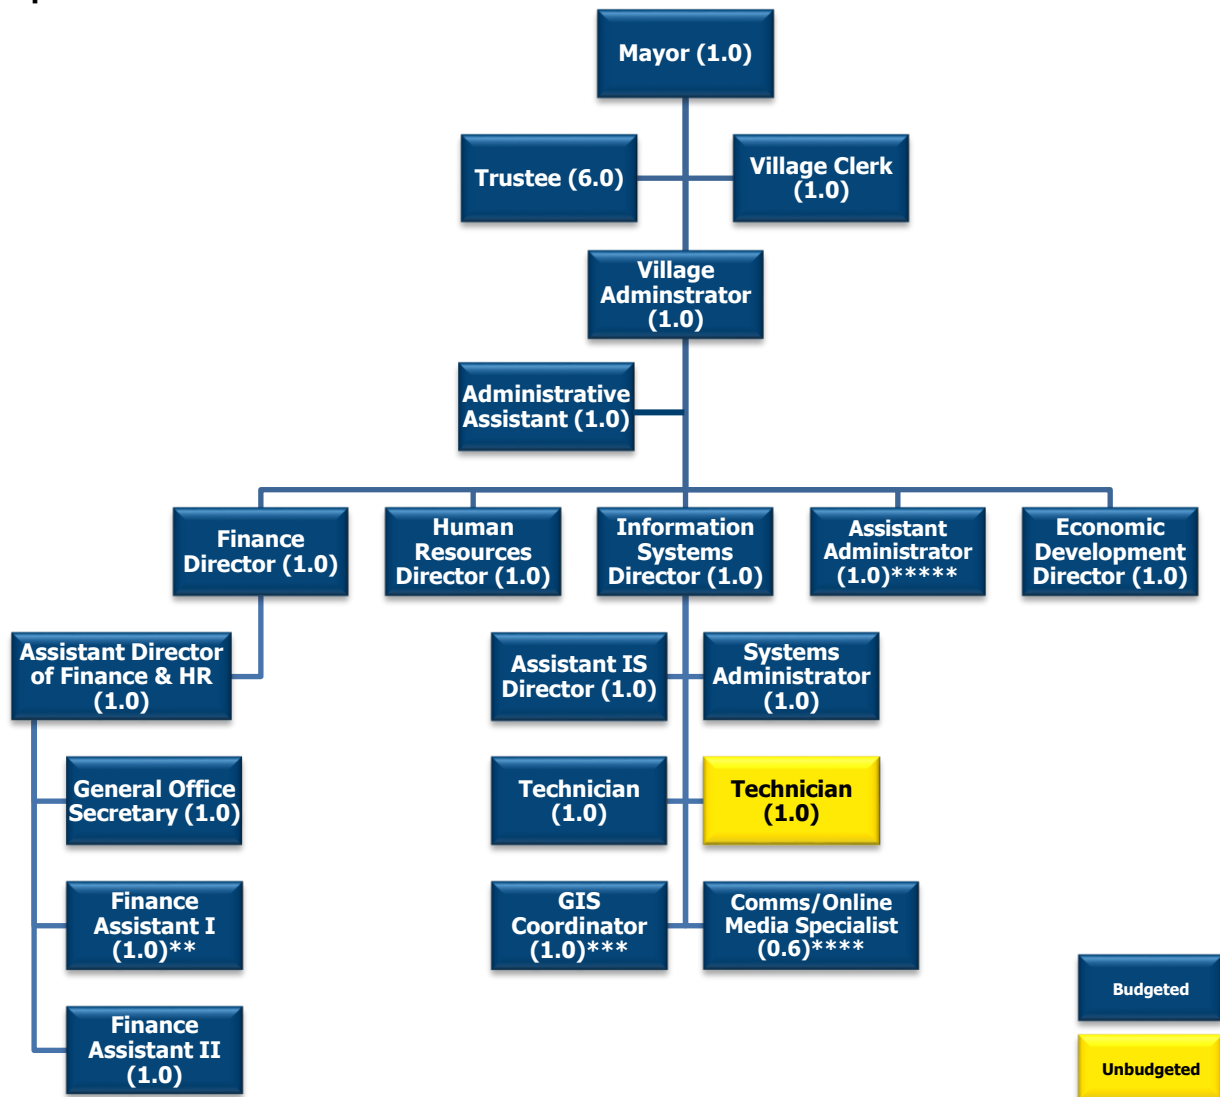 Mayor (1.0)
Trustee (6.0)
Village Clerk
(1.0)
Village
Adminstrator
(1.0)
Administrative
Assistant (1.0)
Finance
Director (1.0)
Human
Resources
Director (1.0)
Information
Systems
Director (1.0)
Assistant
Administrator
(1.0)*****
Economic
Development
Director (1.0)
Assistant Director
of Finance & HR
(1.0)
Assistant IS
Director (1.0)
Systems
Administrator
(1.0)
General Office
Secretary (1.0)
Technician
(1.0)
Technician
(1.0)
Finance
Assistant I
(1.0)**
GIS
Coordinator
(1.0)***
Comms/Online
Media Specialist
(0.6)****
Finance
Assistant II
(1.0)
Budgeted
Unbudgeted